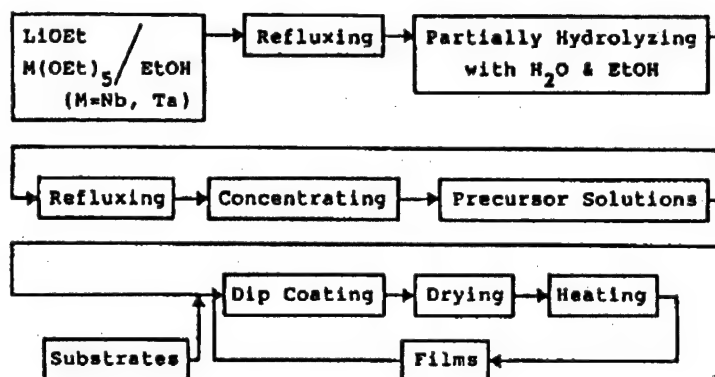 LiOEt
M(OEt)5/ EtOH
(M=Nb, Ta)
Refluxing
Partially Hydrolyzing
with H2O & EtOH
Refluxing
Concentrating
Precursor Solutions
Dip Coating
Drying
Heating
Substrates
Films